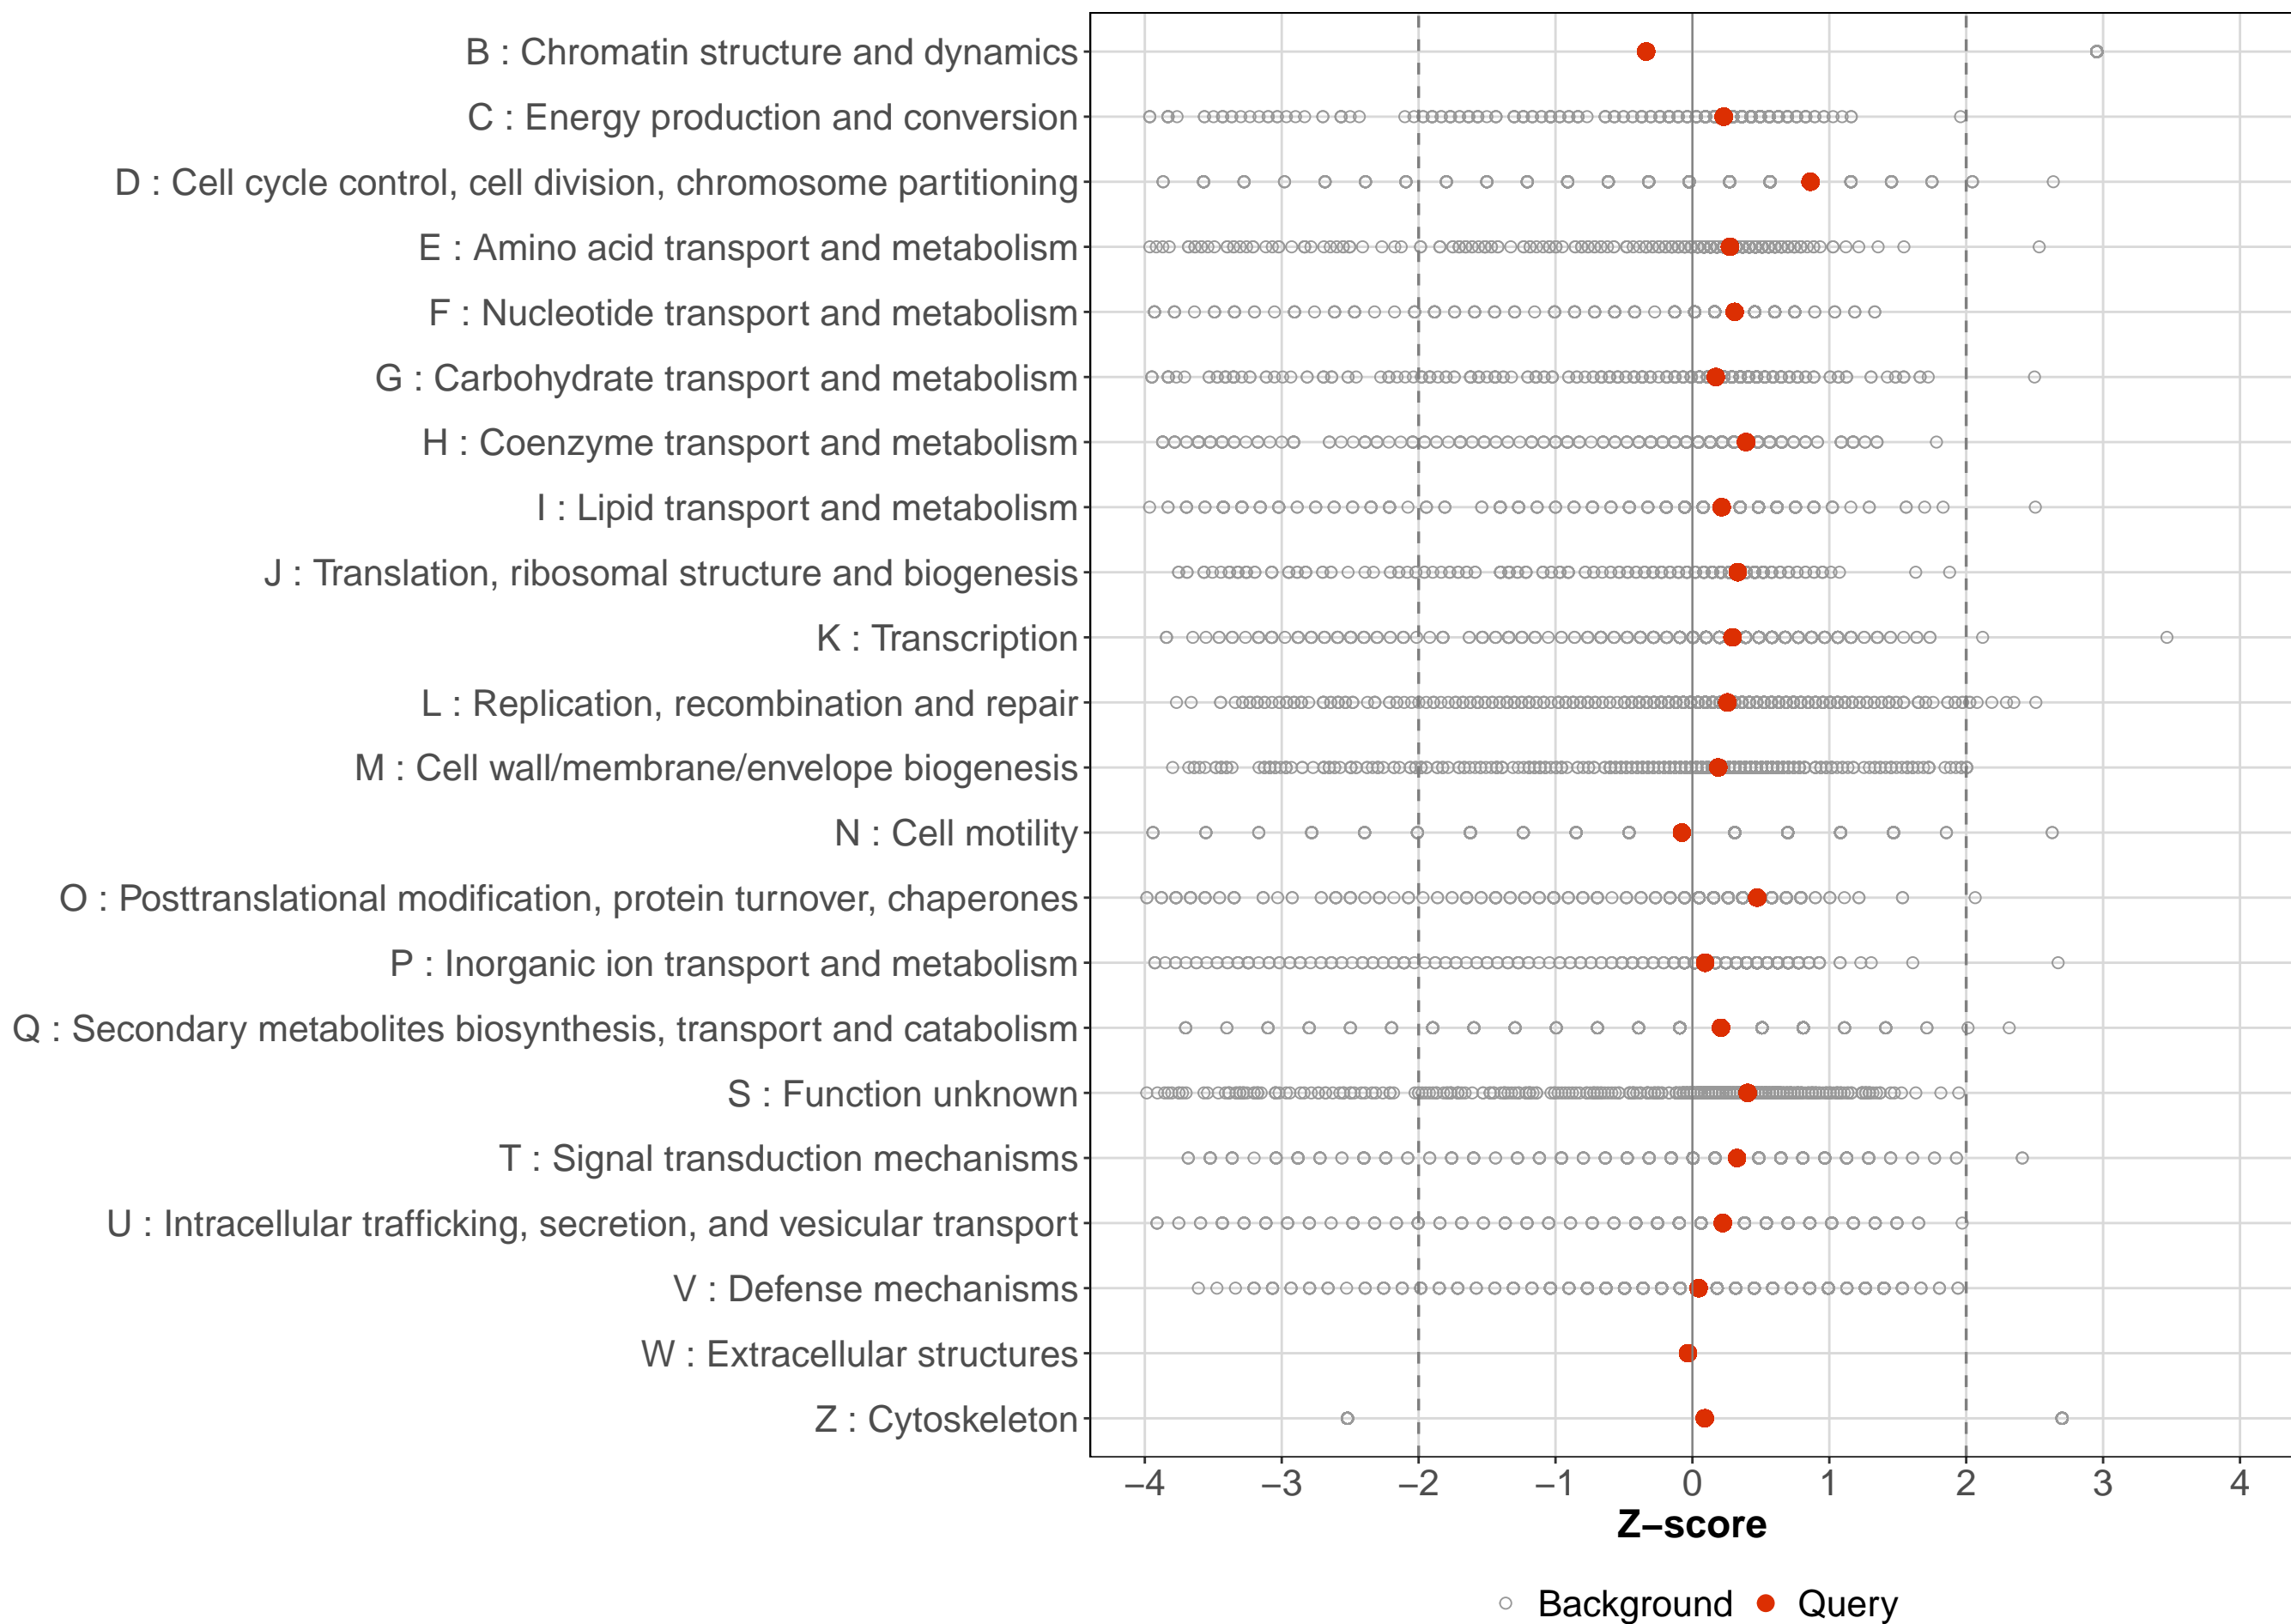 B : Chromatin structure and dynamics
C : Energy production and conversion
D : Cell cycle control, cell division, chromosome partitioning
E : Amino acid transport and metabolism
F : Nucleotide transport and metabolism
G : Carbohydrate transport and metabolism
H : Coenzyme transport and metabolism
I : Lipid transport and metabolism
J : Translation, ribosomal structure and biogenesis
K : Transcription
L : Replication, recombination and repair
M : Cell wall/membrane/envelope biogenesis
N : Cell motility
O : Posttranslational modification, protein turnover, chaperones
P : Inorganic ion transport and metabolism
Q : Secondary metabolites biosynthesis, transport and catabolism
S : Function unknown
T : Signal transduction mechanisms
U : Intracellular trafficking, secretion, and vesicular transport
V : Defense mechanisms
W : Extracellular structures
Z : Cytoskeleton
−4 −3 −2 −1 0 1 2 3 4
Z−score
Background Query